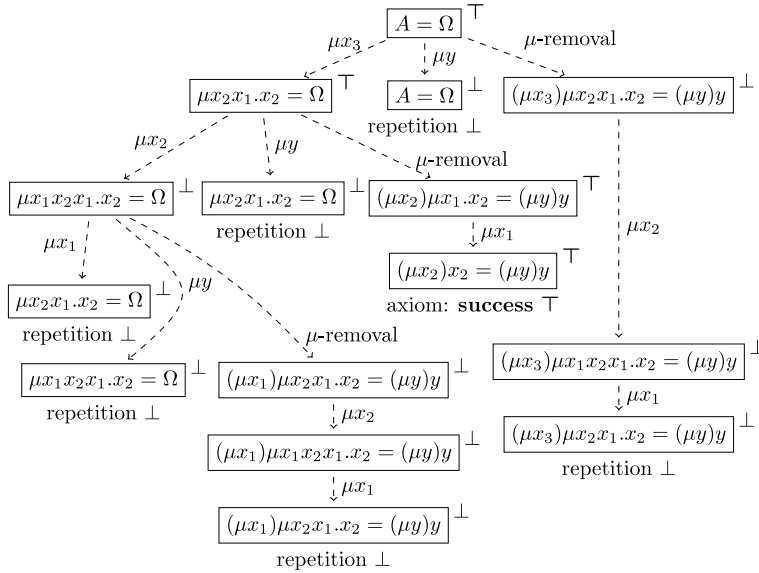 A = Ω ⊤
μx₃
μy
μ-removal
μx₂x₁.x₂ = Ω ⊤
A = Ω ⊥
repetition ⊥
(μx₃)μx₂x₁.x₂ = (μy)y ⊥
μx₂
μy
μ-removal
μx₁x₂x₁.x₂ = Ω ⊥
μx₂x₁.x₂ = Ω ⊥
repetition ⊥
(μx₂)μx₁.x₂ = (μy)y ⊤
μx₂
μx₁
μy
μ-removal
μx₁
μx₂x₁.x₂ = Ω ⊥
repetition ⊥
(μx₂)x₂ = (μy)y ⊤
axiom: success ⊤
μx₁x₂x₁.x₂ = Ω ⊥
repetition ⊥
(μx₁)μx₂x₁.x₂ = (μy)y ⊥
(μx₃)μx₁x₂x₁.x₂ = (μy)y ⊥
μx₂
μx₁
(μx₁)μx₁x₂x₁.x₂ = (μy)y ⊥
(μx₃)μx₂x₁.x₂ = (μy)y ⊥
repetition ⊥
μx₁
(μx₁)μx₂x₁.x₂ = (μy)y ⊥
repetition ⊥